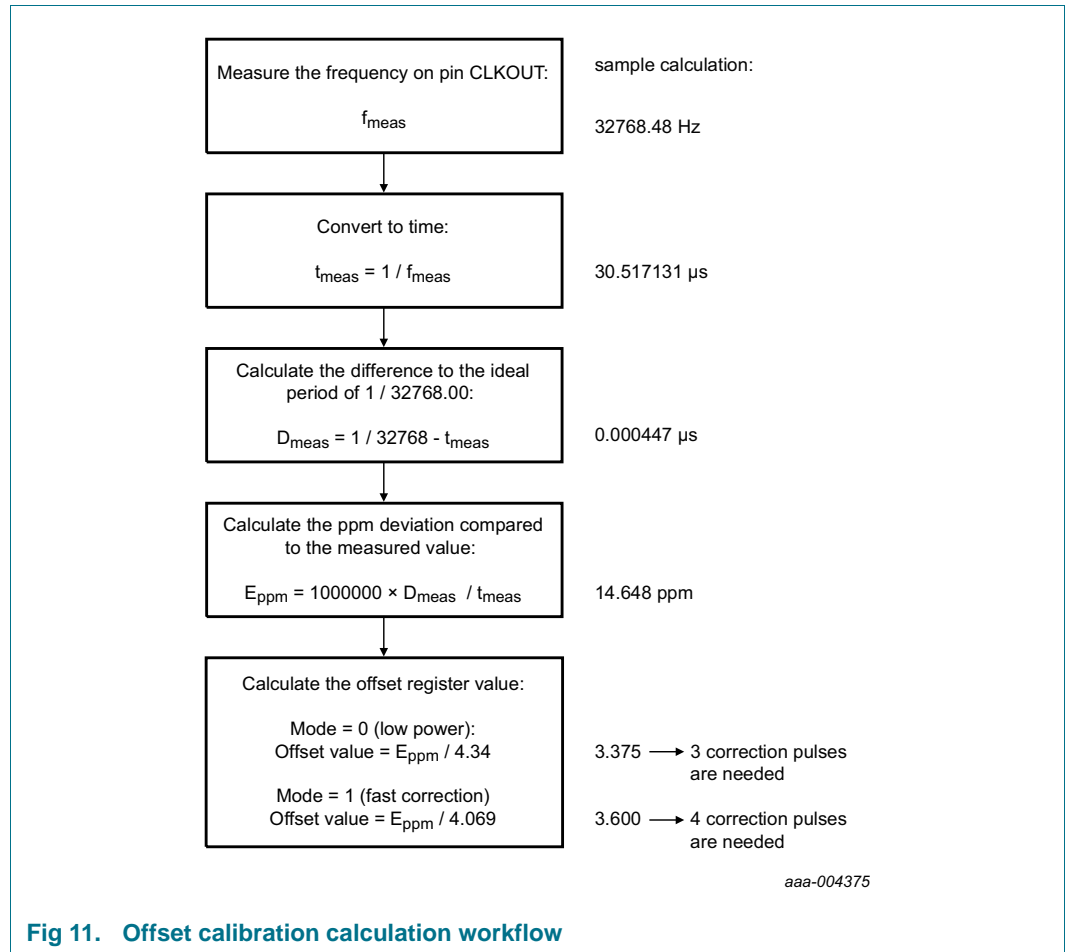 Measure the frequency on pin CLKOUT:
fmeas
sample calculation:
32768.48 Hz
Convert to time:
tmeas = 1 / fmeas
30.517131 μs
Calculate the difference to the ideal
period of 1 / 32768.00:
Dmeas = 1 / 32768 - tmeas
0.000447 μs
Calculate the ppm deviation compared
to the measured value:
Eppm = 1000000 × Dmeas / tmeas
14.648 ppm
Calculate the offset register value:
Mode = 0 (low power):
Offset value = Eppm / 4.34
3.375 → 3 correction pulses
are needed
Mode = 1 (fast correction)
Offset value = Eppm / 4.069
3.600 → 4 correction pulses
are needed
aaa-004375
Fig 11. Offset calibration calculation workflow